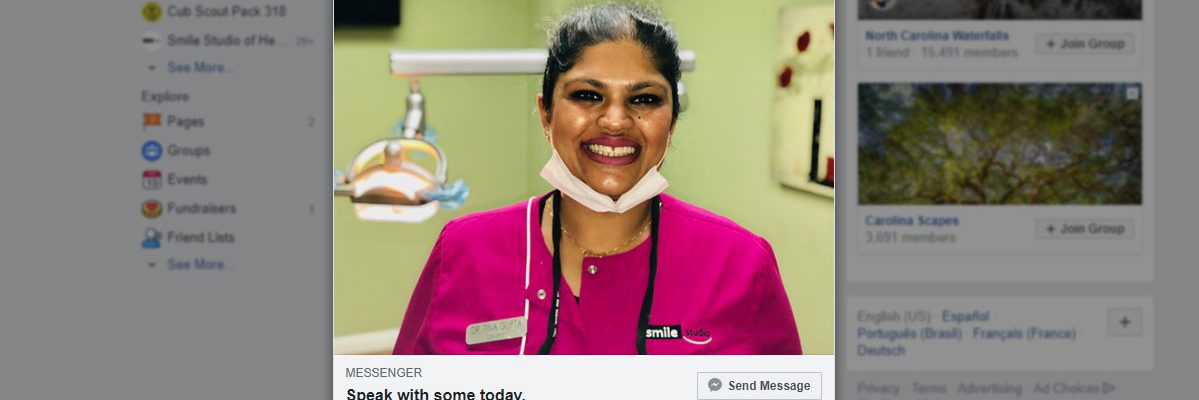 Cub Scout Pack 318
Smile Studio of He... 20+
See More...
Explore
Pages 2
Groups
Events
Fundraisers 1
Friend Lists
See More...
DR. TINA GUPTA
smile studio
MESSENGER
Speak with some today.
Send Message
North Carolina Waterfalls
1 friend · 15,491 members
+ Join Group
Carolina Scapes
3,691 members
+ Join Group
English (US) · Español ·
Português (Brasil) · Français (France) ·
Deutsch
+
Privacy · Terms · Advertising · Ad Choices